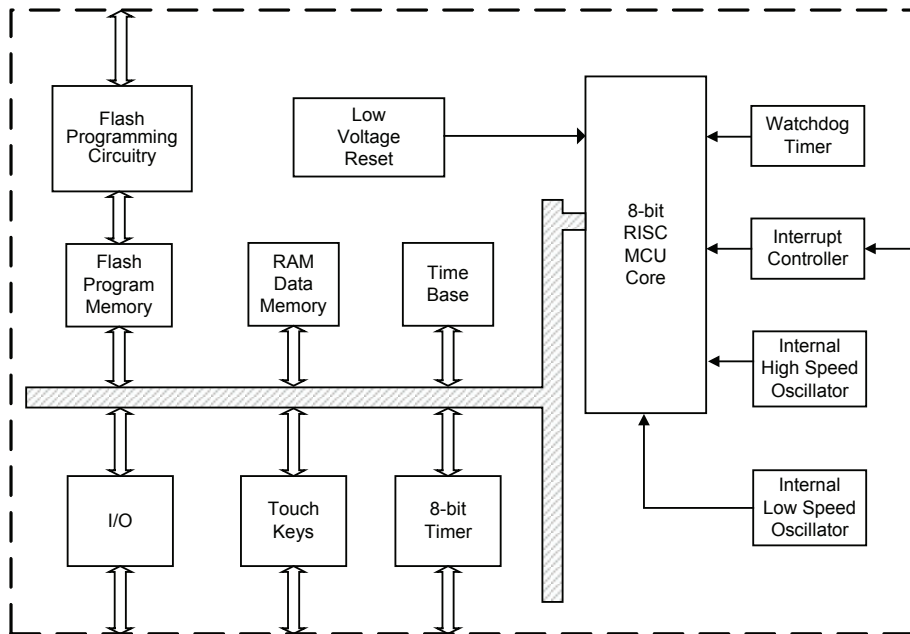 Flash
Programming
Circuitry
Low
Voltage
Reset
8-bit
RISC
MCU
Core
Watchdog
Timer
Interrupt
Controller
Flash
Program
Memory
RAM
Data
Memory
Time
Base
Internal
High Speed
Oscillator
I/O
Touch
Keys
8-bit
Timer
Internal
Low Speed
Oscillator